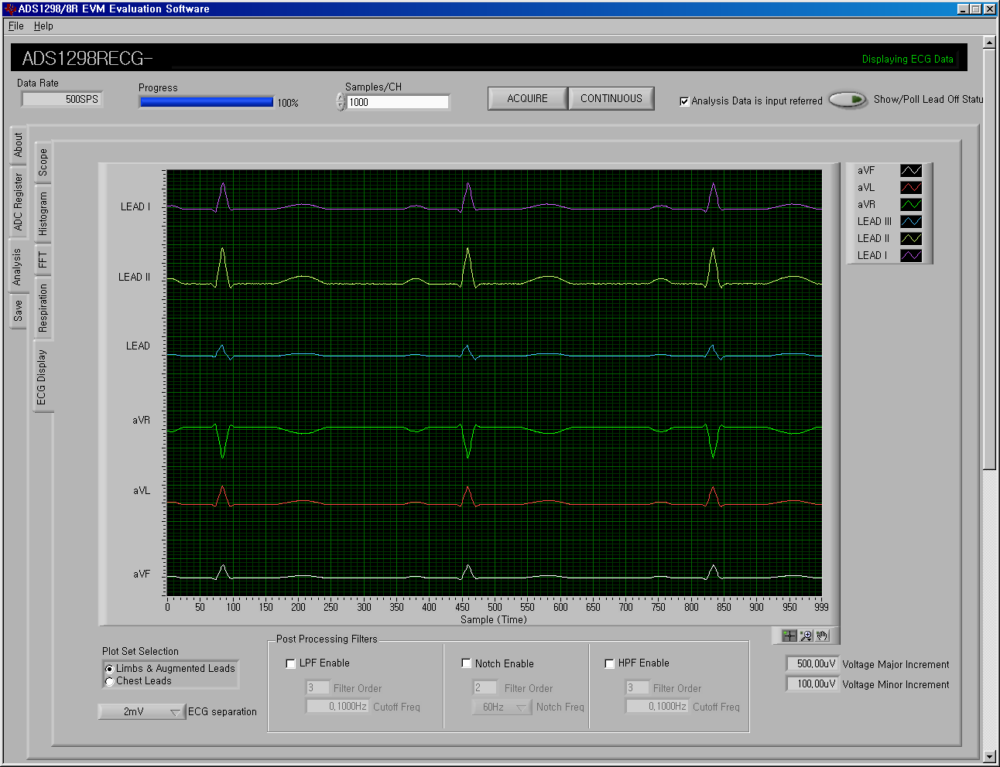 ADS1298/8R EVM Evaluation Software
File Help
ADS1298RECG-
Displaying ECG Data
Data Rate
500SPS
Progress
100%
Samples/CH
1000
ACQUIRE
CONTINUOUS
Analysis Data is input referred
Show/Poll Lead Off Statu
About
ADC Register
Analysis
Save
Scope
Histogram
FFT
Respiration
ECG Display
LEAD I
LEAD II
LEAD
aVR
aVL
aVF
0 50 100 150 200 250 300 350 400 450 500 550 600 650 700 750 800 850 900 950 999
Sample (Time)
aVF
aVL
aVR
LEAD III
LEAD II
LEAD I
Plot Set Selection
Limbs & Augmented Leads
Chest Leads
2mV ECG separation
Post Processing Filters
LPF Enable
3 Filter Order
0,1000Hz Cutoff Freq
Notch Enable
2 Filter Order
60Hz Notch Freq
HPF Enable
3 Filter Order
0,1000Hz Cutoff Freq
500,00uV Voltage Major Increment
100,00uV Voltage Minor Increment